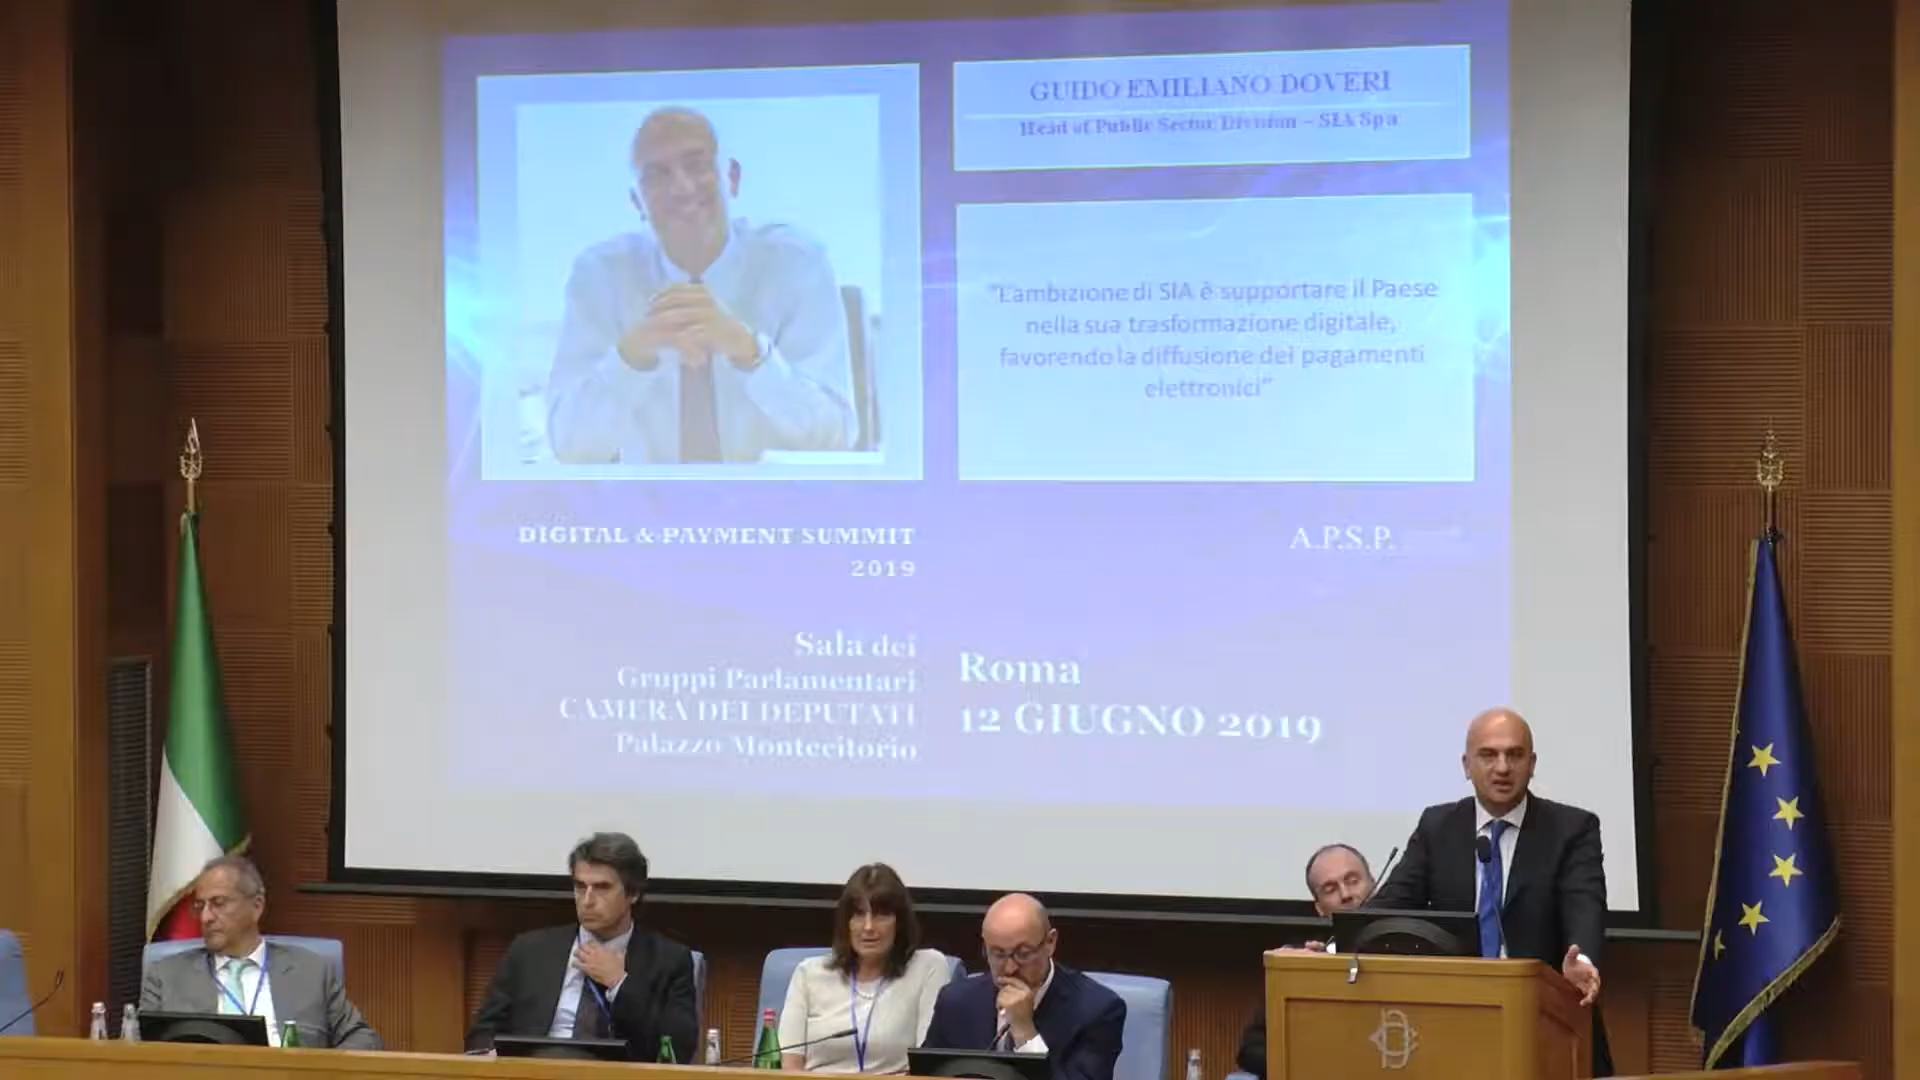 GUIDO EMILIANO DOVERI
Head of Public Sector Division – SIA Spa
"L'ambizione di SIA è supportare il Paese
nella sua trasformazione digitale,
favorendo la diffusione dei pagamenti
elettronici"
DIGITAL & PAYMENT SUMMIT
2019
A.P.S.P.
Sala dei
Gruppi Parlamentari
CAMERA DEI DEPUTATI
Palazzo Montecitorio
Roma
12 GIUGNO 2019